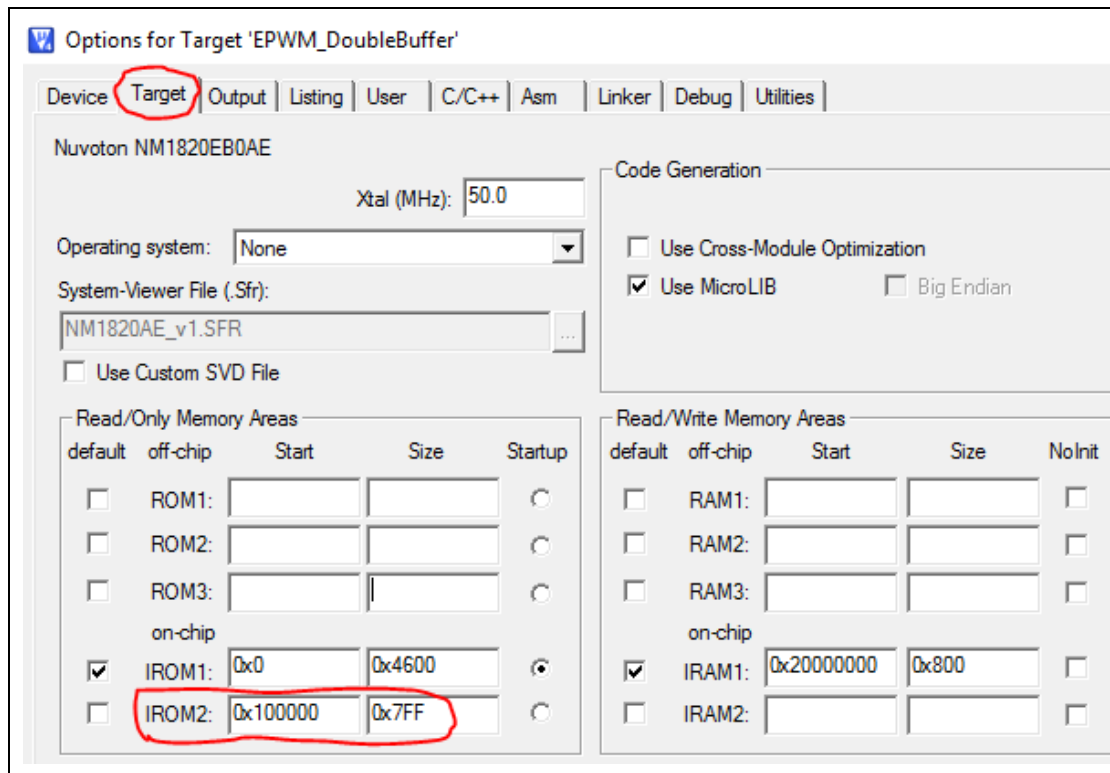 Options for Target 'EPWM_DoubleBuffer'
Device Target Output Listing User C/C++ Asm Linker Debug Utilities
Nuvoton NM1820EB0AE
Xtal (MHz): 50.0
Operating system: None
System-Viewer File (.Sfr):
NM1820AE_v1.SFR ...
Use Custom SVD File
Code Generation
Use Cross-Module Optimization
Use MicroLIB Big Endian
Read/Only Memory Areas
default off-chip Start Size Startup
ROM1:
ROM2:
ROM3:
on-chip
IROM1: 0x0 0x4600
IROM2: 0x100000 0x7FF
Read/Write Memory Areas
default off-chip Start Size NoInit
RAM1:
RAM2:
RAM3:
on-chip
IRAM1: 0x20000000 0x800
IRAM2: